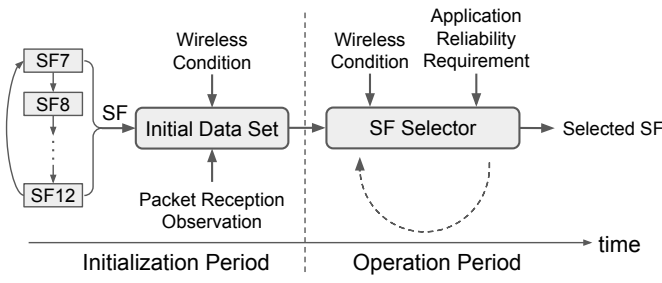 SF7
SF8
SF12
SF
Wireless
Condition
Initial Data Set
Packet Reception
Observation
Wireless
Condition
Application
Reliability
Requirement
SF Selector
Selected SF
time
Initialization Period
Operation Period